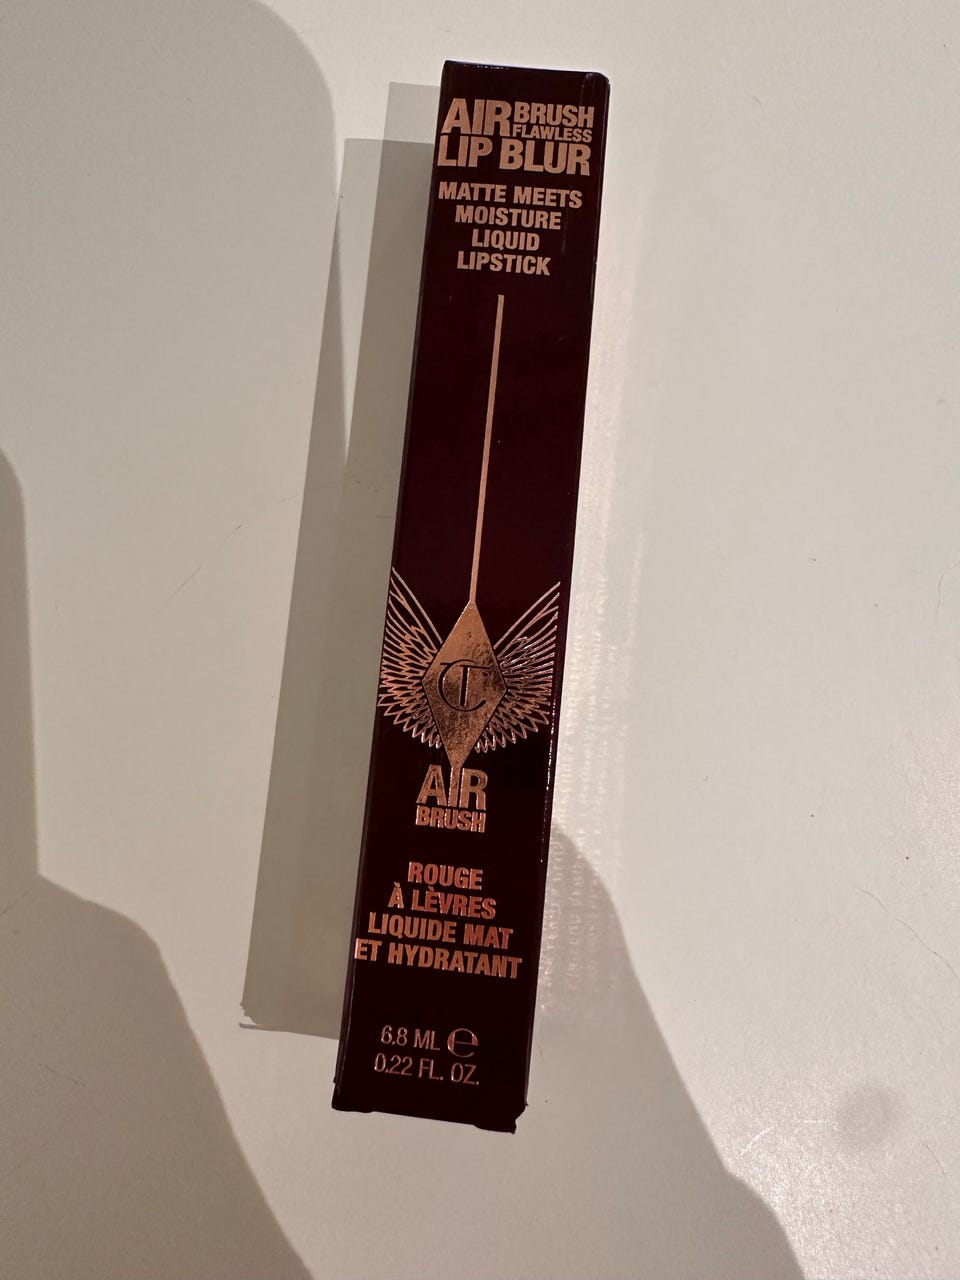 AIR BRUSH
FLAWLESS
LIP BLUR
MATTE MEETS
MOISTURE
LIQUID
LIPSTICK
CT
AIR
BRUSH
ROUGE
À LÈVRES
LIQUIDE MAT
ET HYDRATANT
6.8 ML ℮
0.22 FL. OZ.